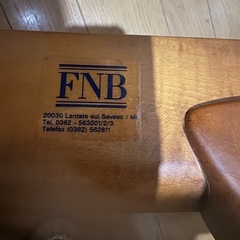 FNB
20030 Lentate sul Seveso / Mi
Tel. 0362 - 563001/2/3
Telefax (0362) 562811